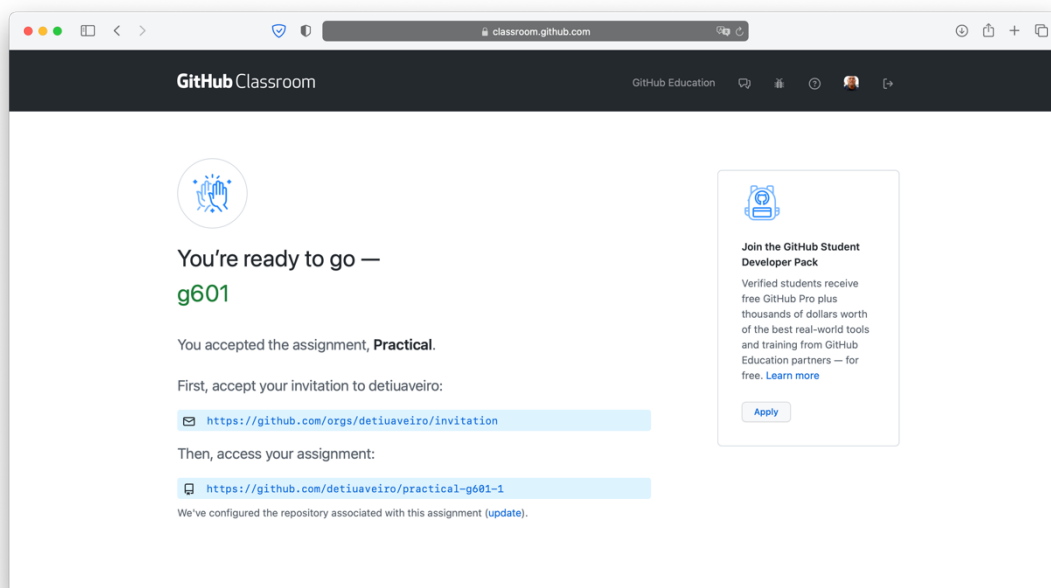 classroom.github.com
GitHub Classroom
GitHub Education
You're ready to go —
g601
You accepted the assignment, Practical.
First, accept your invitation to detiuaveiro:
https://github.com/orgs/detiuaveiro/invitation
Then, access your assignment:
https://github.com/detiuaveiro/practical-g601-1
We've configured the repository associated with this assignment (update).
Join the GitHub Student
Developer Pack
Verified students receive
free GitHub Pro plus
thousands of dollars worth
of the best real-world tools
and training from GitHub
Education partners — for
free. Learn more
Apply